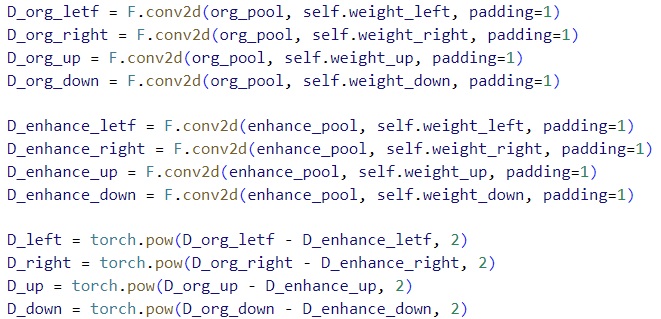 D_org_letf = F.conv2d(org_pool, self.weight_left, padding=1)
D_org_right = F.conv2d(org_pool, self.weight_right, padding=1)
D_org_up = F.conv2d(org_pool, self.weight_up, padding=1)
D_org_down = F.conv2d(org_pool, self.weight_down, padding=1)
D_enhance_letf = F.conv2d(enhance_pool, self.weight_left, padding=1)
D_enhance_right = F.conv2d(enhance_pool, self.weight_right, padding=1)
D_enhance_up = F.conv2d(enhance_pool, self.weight_up, padding=1)
D_enhance_down = F.conv2d(enhance_pool, self.weight_down, padding=1)
D_left = torch.pow(D_org_letf - D_enhance_letf, 2)
D_right = torch.pow(D_org_right - D_enhance_right, 2)
D_up = torch.pow(D_org_up - D_enhance_up, 2)
D_down = torch.pow(D_org_down - D_enhance_down, 2)